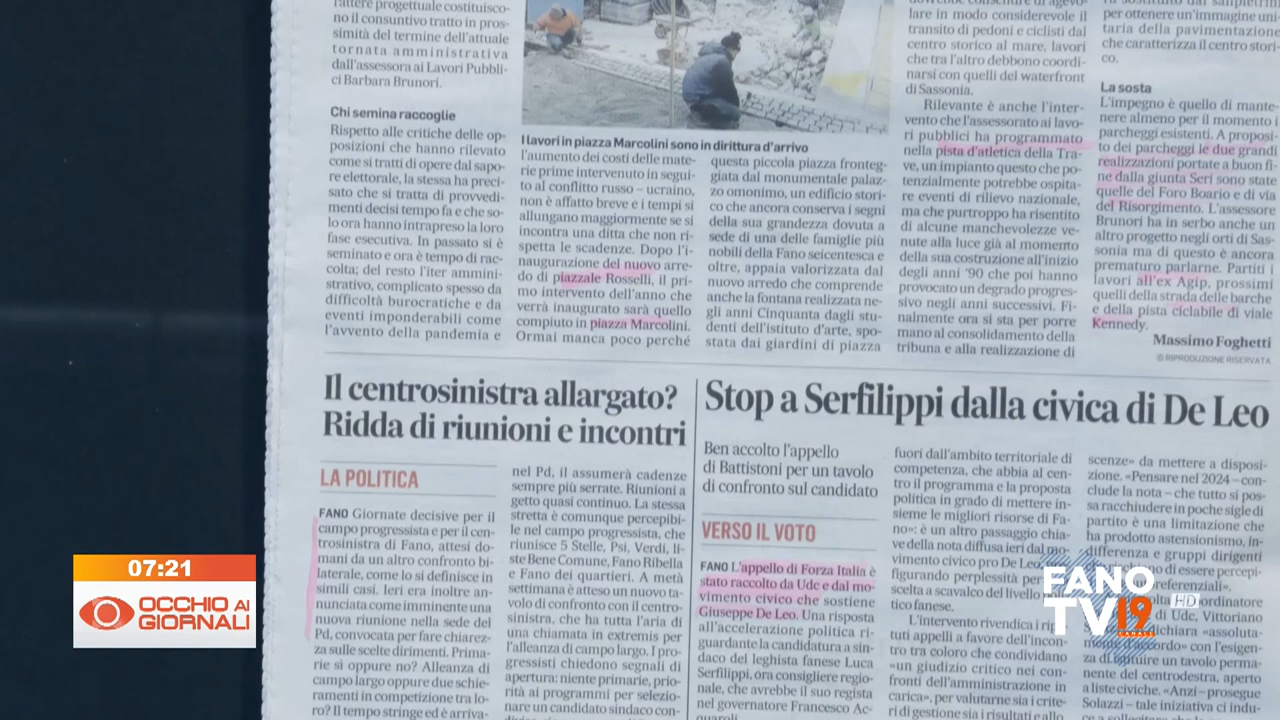 rattere progettuale costituisco-
no il consuntivo tratto in pros-
simità del termine dell'attuale
tornata amministrativa
dall'assessora ai Lavori Pubbli-
ci Barbara Brunori.
Chi semina raccoglie
Rispetto alle critiche delle op-
posizioni che hanno rilevato
come si tratti di opere dal sapo-
re elettorale, la stessa ha preci-
sato che si tratta di provvedi-
menti decisi tempo fa e che so-
lo ora hanno intrapreso la loro
fase esecutiva. In passato si è
seminato e ora è tempo di rac-
colta; del resto l'iter ammini-
strativo, complicato spesso da
difficoltà burocratiche e da
eventi imponderabili come
l'avvento della pandemia e
I lavori in piazza Marcolini sono in dirittura d'arrivo
l'aumento dei costi delle mate-
rie prime intervenuto in segui-
to al conflitto russo – ucraino,
non è affatto breve e i tempi si
allungano maggiormente se si
incontra una ditta che non ri-
spetta le scadenze. Dopo l'i-
naugurazione del nuovo arre-
do di piazzale Rosselli, il pri-
mo intervento dell'anno che
verrà inaugurato sarà quello
compiuto in piazza Marcolini.
Ormai manca poco perché
questa piccola piazza fronteg-
giata dal monumentale palaz-
zo omonimo, un edificio stori-
co che ancora conserva i segni
della sua grandezza dovuta a
sede di una delle famiglie più
nobili della Fano seicentesca e
oltre, appaia valorizzata dal
nuovo arredo che comprende
anche la fontana realizzata ne-
gli anni Cinquanta dagli stu-
denti dell'istituto d'arte, spo-
stata dai giardini di piazza
lare in modo considerevole il
transito di pedoni e ciclisti dal
centro storico al mare, lavori
che tra l'altro debbono coordi-
narsi con quelli del waterfront
di Sassonia.
Rilevante è anche l'inter-
vento che l'assessorato ai lavo-
ri pubblici ha programmato
nella pista d'atletica della Tra-
ve, un impianto questo che po-
tenzialmente potrebbe ospita-
re eventi di rilievo nazionale,
ma che purtroppo ha risentito
di alcune manchevolezze ve-
nute alla luce già al momento
della sua costruzione all'inizio
degli anni '90 che poi hanno
provocato un degrado progres-
sivo negli anni successivi. Fi-
nalmente ora si sta per porre
mano al consolidamento della
tribuna e alla realizzazione di
per ottenere un'immagine uni-
taria della pavimentazione
che caratterizza il centro stori-
co.
La sosta
L'impegno è quello di mante-
nere almeno per il momento i
parcheggi esistenti. A proposi-
to dei parcheggi le due grandi
realizzazioni portate a buon fi-
ne dalla giunta Seri sono state
quelle del Foro Boario e di via
del Risorgimento. L'assessore
Brunori ha in serbo anche un
altro progetto negli orti di Sas-
sonia ma di questo è ancora
prematuro parlarne. Partiti i
lavori all'ex Agip, prossimi
quelli della strada delle barche
e della pista ciclabile di viale
Kennedy.
Massimo Foghetti
© RIPRODUZIONE RISERVATA
Il centrosinistra allargato?
Ridda di riunioni e incontri
LA POLITICA
FANO Giornate decisive per il
campo progressista e per il cen-
trosinistra di Fano, attesi do-
mani da un altro confronto bi-
laterale, come lo si definisce in
simili casi. Ieri era inoltre an-
nunciata come imminente una
nuova riunione nella sede del
Pd, convocata per fare chiarez-
za sulle scelte da fare. Prima-
rie sì oppure no? Alleanza di
campo largo oppure due schie-
ramenti in competizione tra lo-
ro? Il tempo stringe ed è arriva-
nel Pd, il assumerà cadenze
sempre più serrate. Riunioni a
getto quasi continuo. La stessa
stretta è comunque percepibi-
le nel campo progressista, che
riunisce 5 Stelle, Psi, Verdi, li-
ste Bene Comune, Fano Ribella
e Fano dei quartieri. A metà
settimana è atteso un nuovo ta-
volo di confronto con il centro-
sinistra, che ha tutta l'aria di
una chiamata in extremis per
l'alleanza di campo largo. I pro-
gressisti chiedono segnali di
apertura: niente primarie, prio-
rità ai programmi per selezio-
nare un candidato sindaco con-
Stop a Serfilippi dalla civica di De Leo
Ben accolto l'appello
di Battistoni per un tavolo
di confronto sul candidato
VERSO IL VOTO
FANO L'appello di Forza Italia è
stato raccolto da Udc e dal mo-
vimento civico che sostiene
Giuseppe De Leo. Una risposta
all'accelerazione politica ri-
guardante la candidatura a sin-
daco del leghista fanese Luca
Serfilippi, ora consigliere regio-
nale, che avrebbe il suo regista
nel governatore Francesco Ac-
quaroli.
fuori dall'ambito territoriale di
competenza, che abbia al cen-
tro il programma e la proposta
politica in grado di mettere in-
sieme le migliori risorse di Fa-
no»: è un altro passaggio chia-
ve della nota diffusa ieri dal mo-
vimento civico pro De Leo,
figurando perplessità per
scelta a scavalco del livello
tico fanese.
L'intervento rivendica i rip
tuti appelli a favore dell'incon-
tro tra coloro che condividano
«un giudizio critico nei con-
fronti dell'amministrazione in
carica», per valutarne sia i crite-
ri di gestione sia i risultati e allo
scenze» da mettere a disposi-
zione. «Pensare nel 2024 – con-
clude la nota – che tutto si pos-
sa racchiudere in poche sigle di
partito è una limitazione che
ha prodotto astensionismo, in-
differenza e gruppi dirigenti
di essere percepi-
referenziali».
ordinatore
di Udc, Vittoriano
dichiara «assoluta-
mente d'accordo» con l'esigen-
za di istituire un tavolo perma-
nente del centrodestra, aperto
a liste civiche. «Anzi – prosegue
Solazzi – tale iniziativa ci indu-
07:21
OCCHIO AI
GIORNALI
FANO
TV 19
CANALE
HD